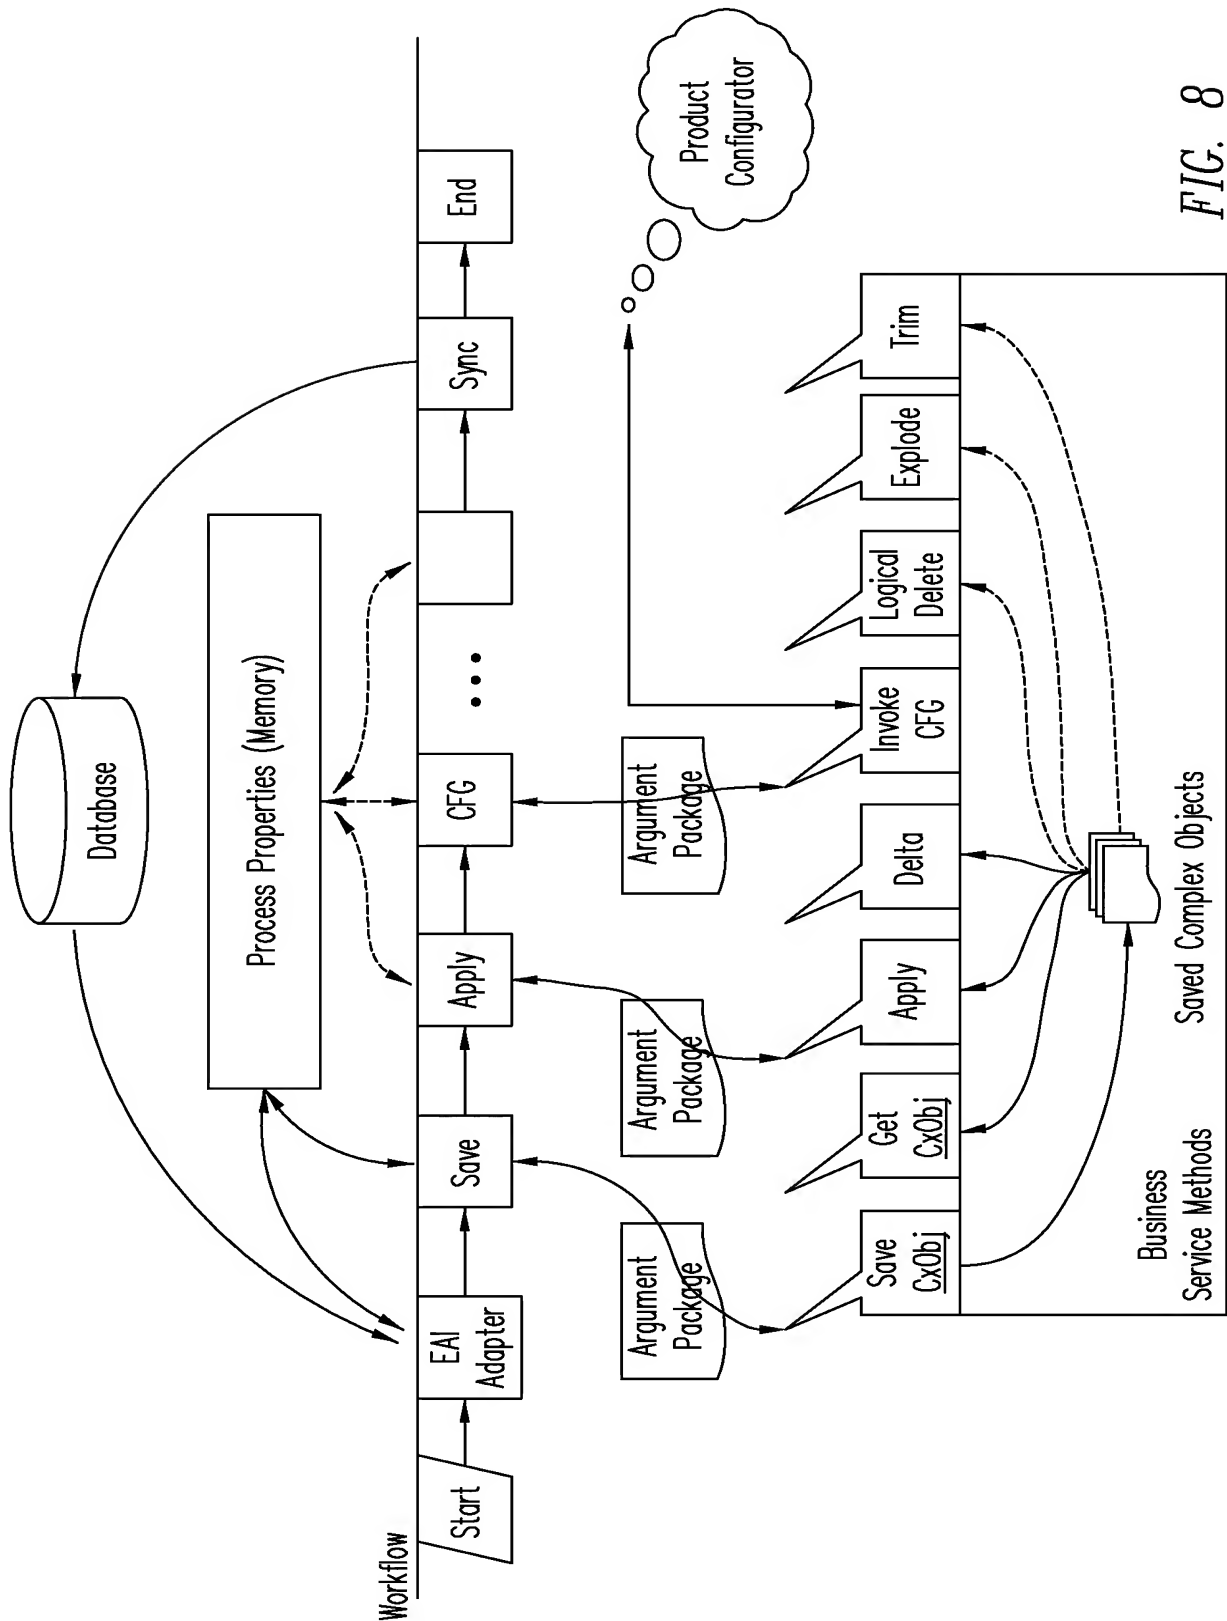 Database
Process Properties (Memory)
Workflow
Start
EAI
Adapter
Save
Apply
CFG
• • •
Sync
End
Argument
Package
Argument
Package
Argument
Package
Product
Configurator
Save
CxObj
Get
CxObj
Apply
Delta
Invoke
CFG
Logical
Delete
Explode
Trim
Business
Service Methods
Saved Complex Objects
FIG. 8